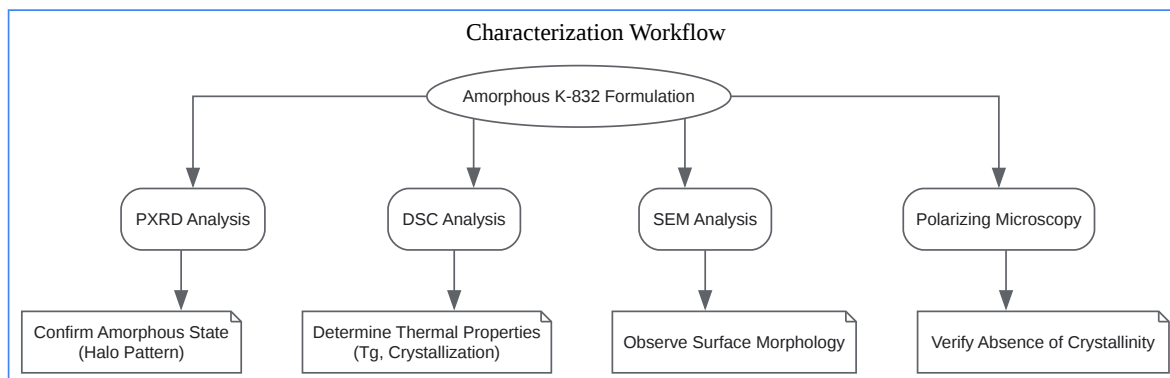 Characterization Workflow
Amorphous K-832 Formulation
PXRD Analysis
DSC Analysis
SEM Analysis
Polarizing Microscopy
Confirm Amorphous State
(Halo Pattern)
Determine Thermal Properties
(Tg, Crystallization)
Observe Surface Morphology
Verify Absence of Crystallinity